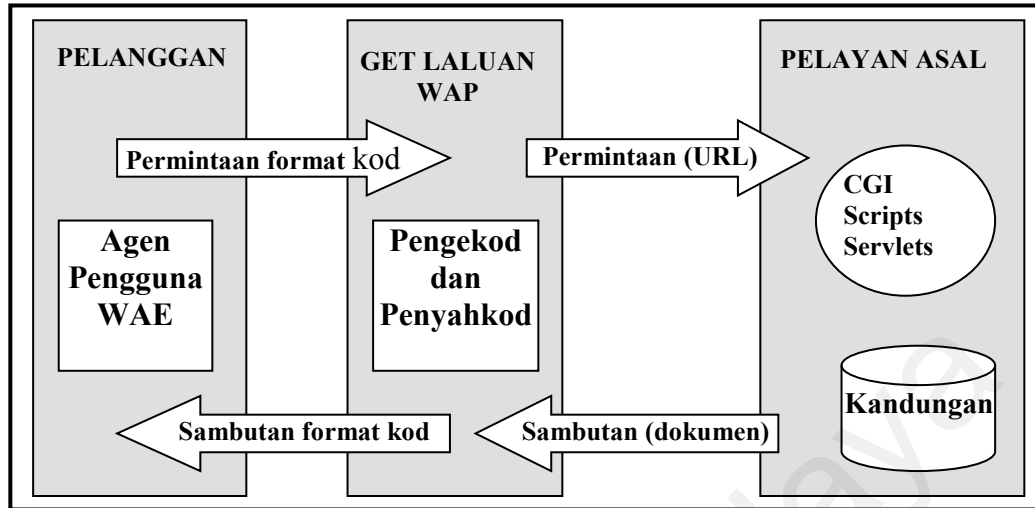 PELANGGAN
GET LALUAN
WAP
PELAYAN ASAL
Permintaan format kod
Permintaan (URL)
CGI
Scripts
Servlets
Agen
Pengguna
WAE
Pengekod
dan
Penyahkod
Kandungan
Sambutan format kod
Sambutan (dokumen)